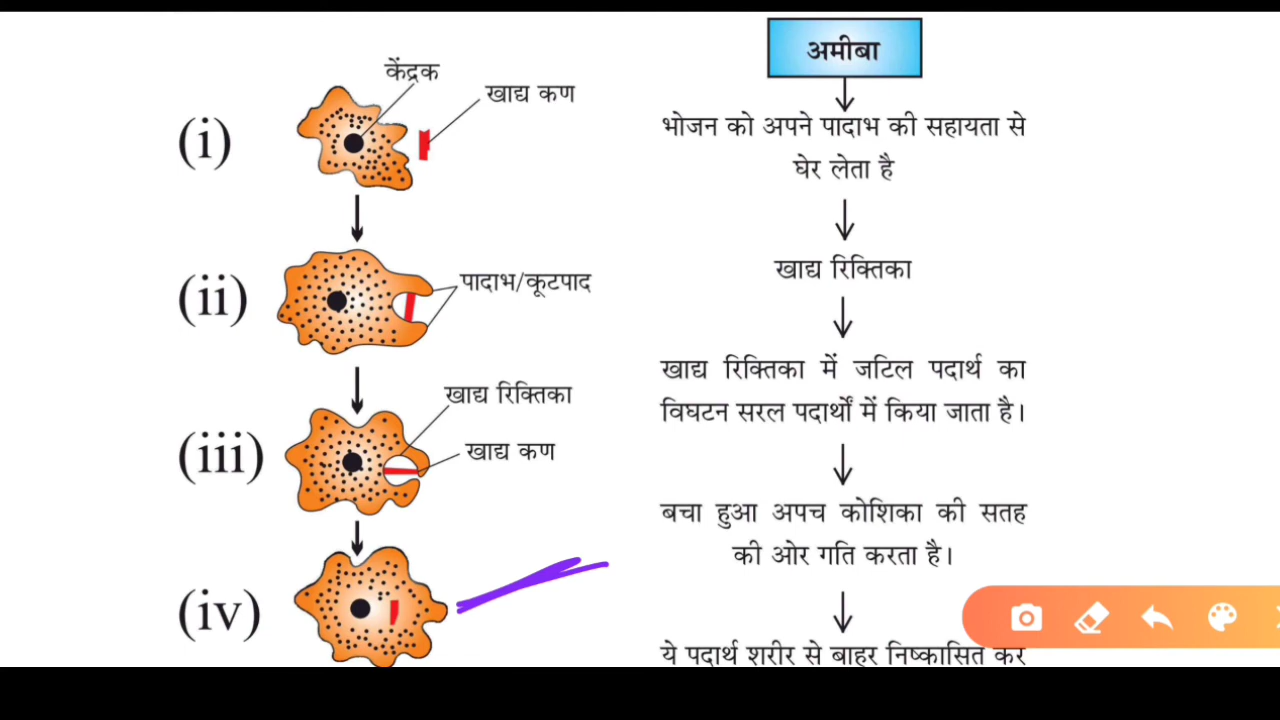 (i)
केंद्रक
खाद्य कण
(ii)
पादाभ/कूटपाद
(iii)
खाद्य रिक्तिका
खाद्य कण
(iv)
अमीबा
भोजन को अपने पादाभ की सहायता से
घेर लेता है
खाद्य रिक्तिका
खाद्य रिक्तिका में जटिल पदार्थ का
विघटन सरल पदार्थों में किया जाता है।
बचा हुआ अपच कोशिका की सतह
की ओर गति करता है।
ये पदार्थ शरीर से बाहर निष्कासित कर